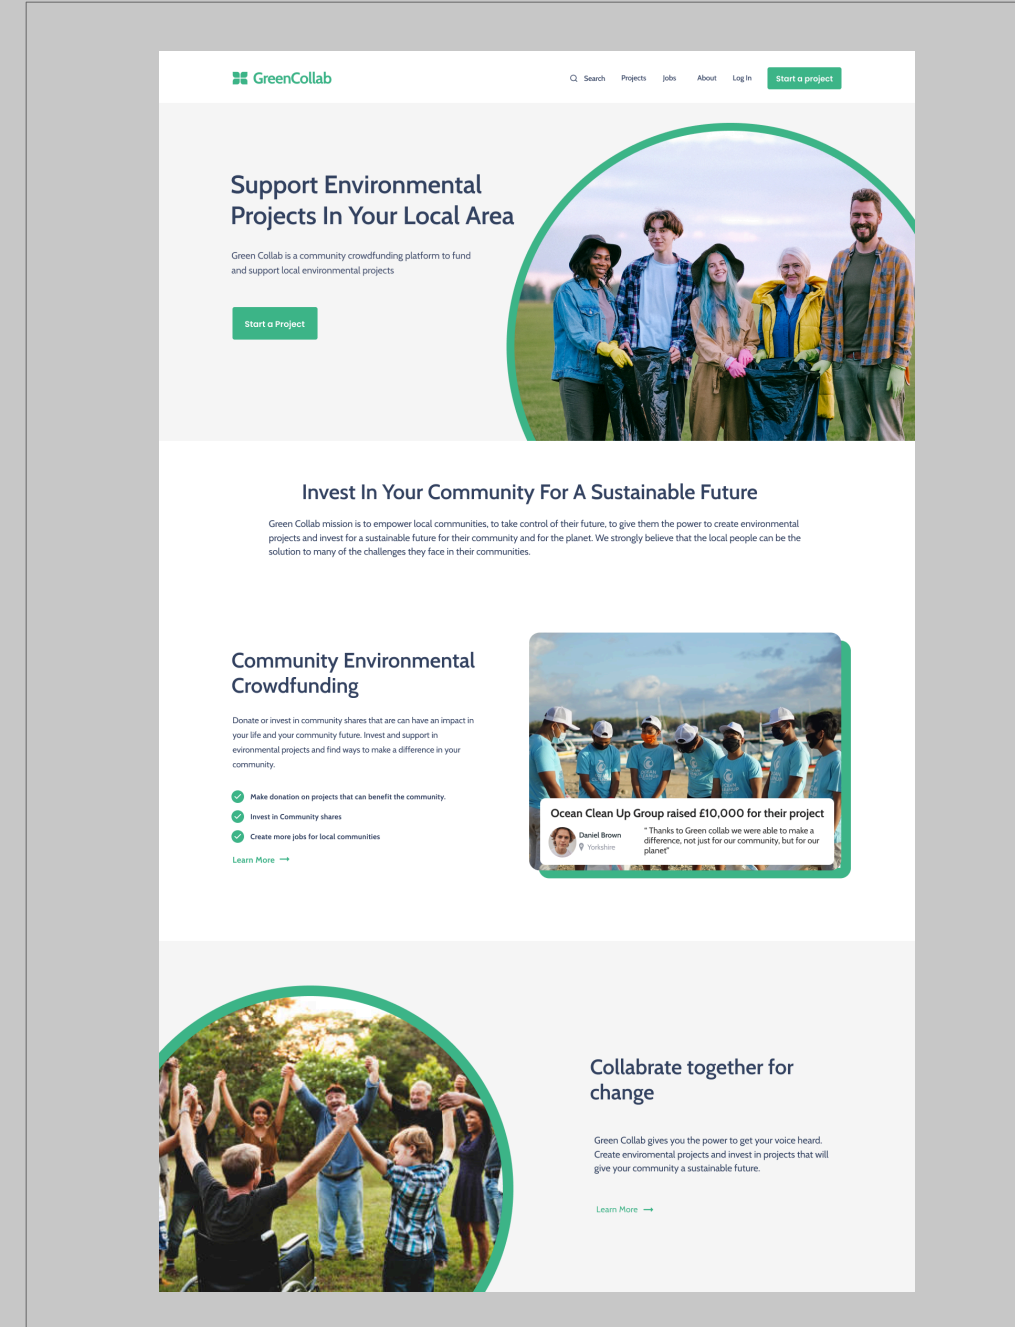 GreenCollab
Search Projects Jobs About Log In Start a project
Support Environmental
Projects In Your Local Area
Green Collab is a community crowdfunding platform to fund
and support local environmental projects
Start a Project
Invest In Your Community For A Sustainable Future
Green Collab mission is to empower local communities, to take control of their future, to give them the power to create environmental
projects and invest for a sustainable future for their community and for the planet. We strongly believe that the local people can be the
solution to many of the challenges they face in their communities.
Community Environmental
Crowdfunding
Donate or invest in community shares that are can have an impact in
your life and your community future. Invest and support in
evironmental projects and find ways to make a difference in your
community.
Make donation on projects that can benefit the community.
Invest in Community shares
Create more jobs for local communities
Learn More
Ocean Clean Up Group raised £10,000 for their project
Daniel Brown
Yorkshire
" Thanks to Green collab we were able to make a
difference, not just for our community, but for our
planet"
Collabrate together for
change
Green Collab gives you the power to get your voice heard.
Create enviromental projects and invest in projects that will
give your community a sustainable future.
Learn More